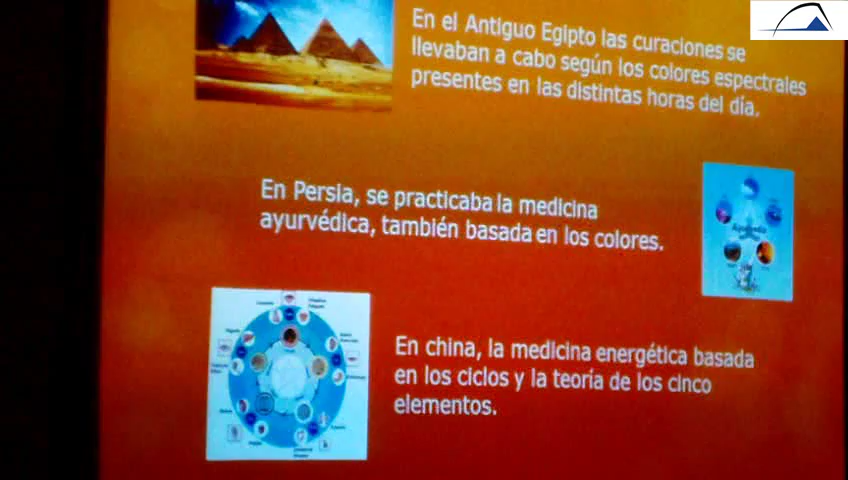 En el Antiguo Egipto las curaciones se
llevaban a cabo según los colores espectrales
presentes en las distintas horas del día.
En Persia, se practicaba la medicina
ayurvédica, también basada en los colores.
Ayurveda
En china, la medicina energética basada
en los ciclos y la teoría de los cinco
elementos.